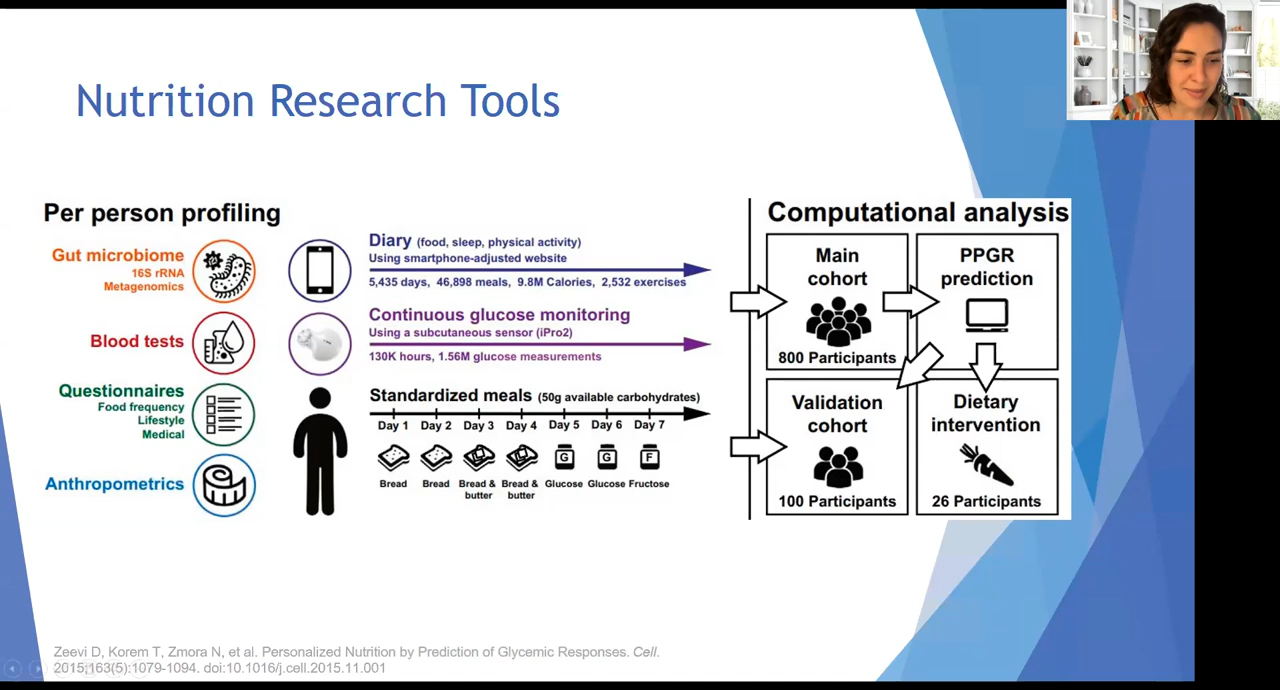 Nutrition Research Tools
Per person profiling
Gut microbiome
16S rRNA
Metagenomics
Blood tests
Questionnaires
Food frequency
Lifestyle
Medical
Anthropometrics
Diary (food, sleep, physical activity)
Using smartphone-adjusted website
5,435 days, 46,898 meals, 9.8M Calories, 2,532 exercises
Continuous glucose monitoring
Using a subcutaneous sensor (iPro2)
130K hours, 1.56M glucose measurements
Standardized meals (50g available carbohydrates)
Day 1 Day 2 Day 3 Day 4 Day 5 Day 6 Day 7
G G F
Bread Bread Bread & Bread & Glucose Glucose Fructose
butter butter
Computational analysis
Main
cohort
800 Participants
PPGR
prediction
Validation
cohort
100 Participants
Dietary
intervention
26 Participants
Zeevi D, Korem T, Zmora N, et al. Personalized Nutrition by Prediction of Glycemic Responses. Cell.
2015;163(5):1079-1094. doi:10.1016/j.cell.2015.11.001